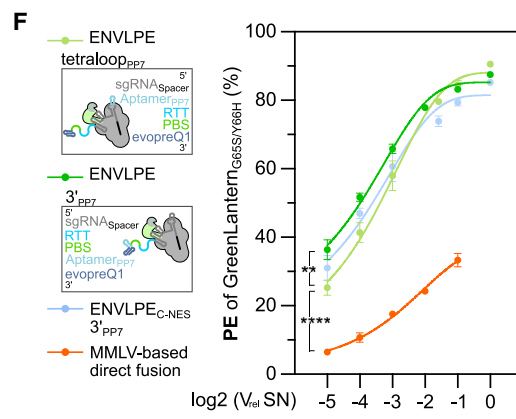 F
ENVLPE
tetraloopPP7
5'
sgRNASpacer
AptamerPP7
RTT
PBS
evopreQ1
3'
ENVLPE
3'PP7
5'
sgRNASpacer
RTT
PBS
AptamerPP7
evopreQ1
3'
ENVLPEC-NES
3'PP7
MMLV-based
direct fusion
PE of GreenLanternG65S/Y66H (%)
100
80
60
40
20
0
**
****
log2 (Vrel SN)
-5 -4 -3 -2 -1 0